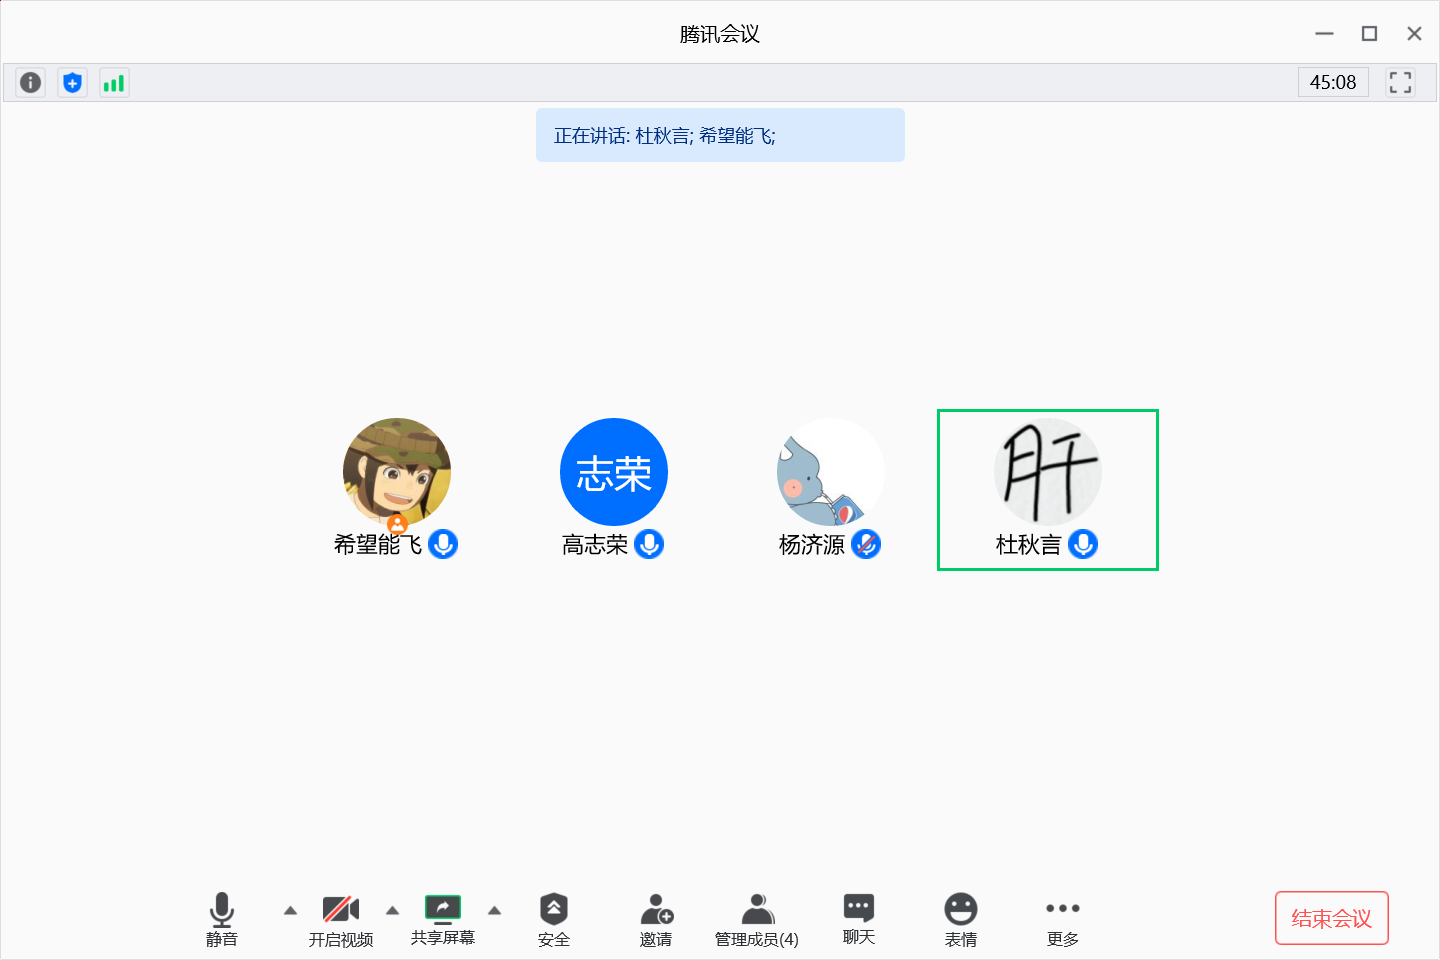 腾讯会议
45:08
正在讲话: 杜秋言; 希望能飞;
志荣
肝
希望能飞
高志荣
杨济源
杜秋言
静音
开启视频
共享屏幕
安全
邀请
管理成员(4)
聊天
表情
更多
结束会议